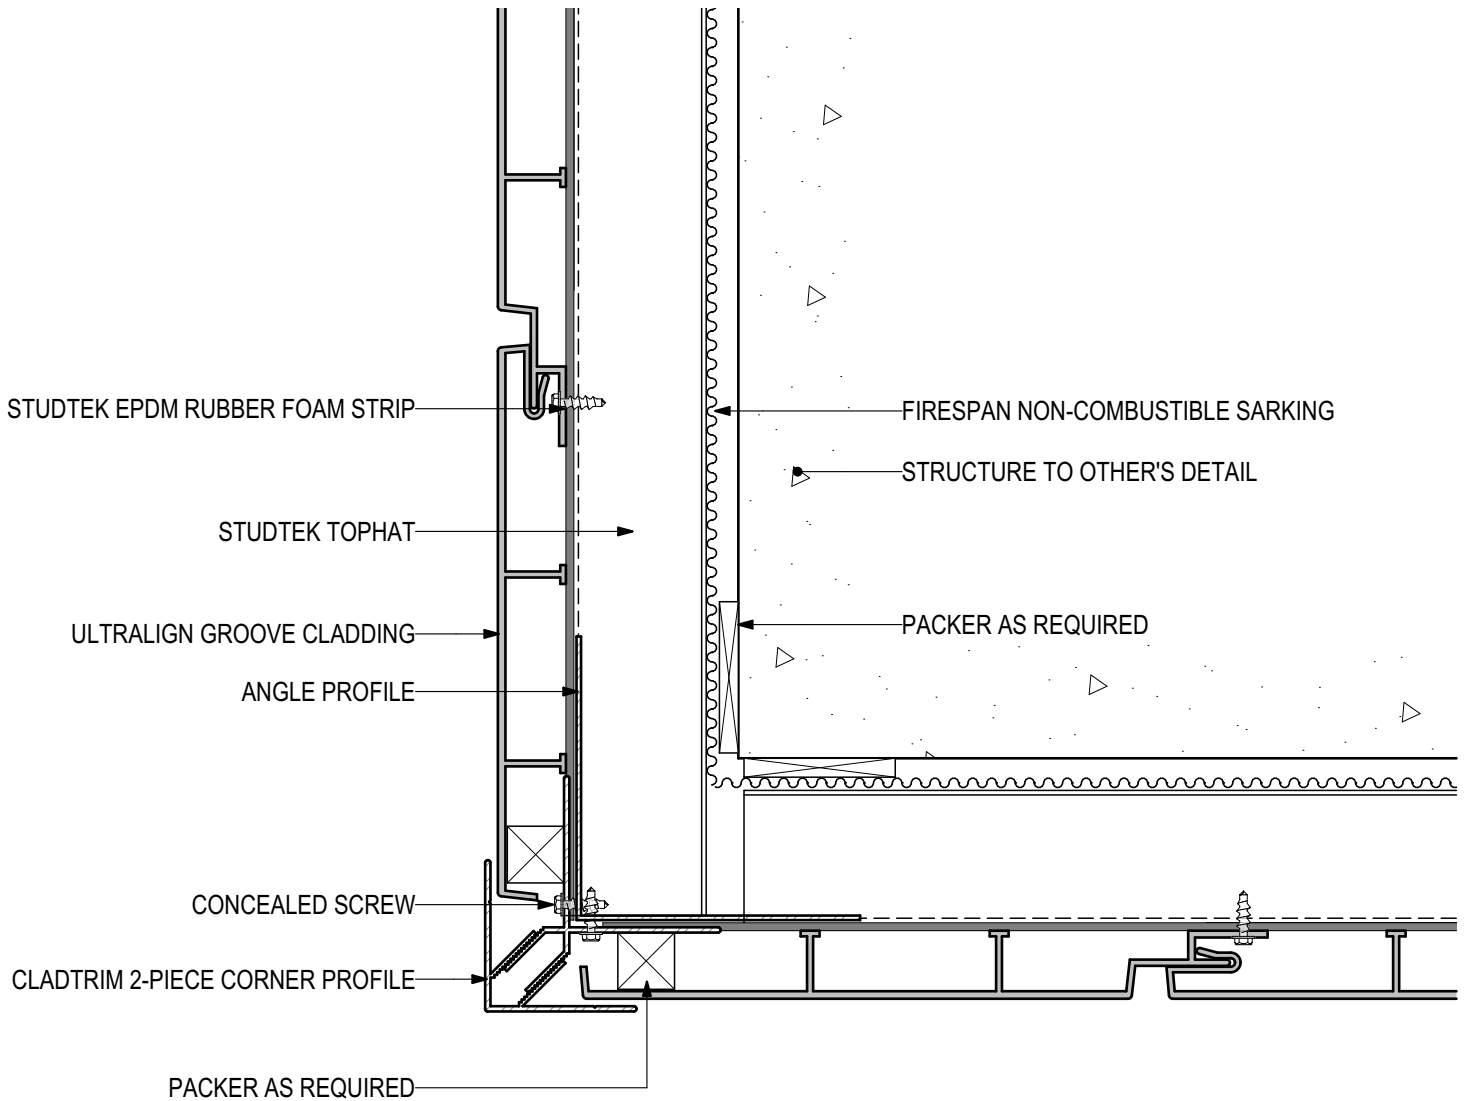 STUDTEK EPDM RUBBER FOAM STRIP
FIRESPAN NON-COMBUSTIBLE SARKING
STRUCTURE TO OTHER'S DETAIL
STUDTEK TOPHAT
ULTRALIGN GROOVE CLADDING
PACKER AS REQUIRED
ANGLE PROFILE
CONCEALED SCREW
CLADTRIM 2-PIECE CORNER PROFILE
PACKER AS REQUIRED